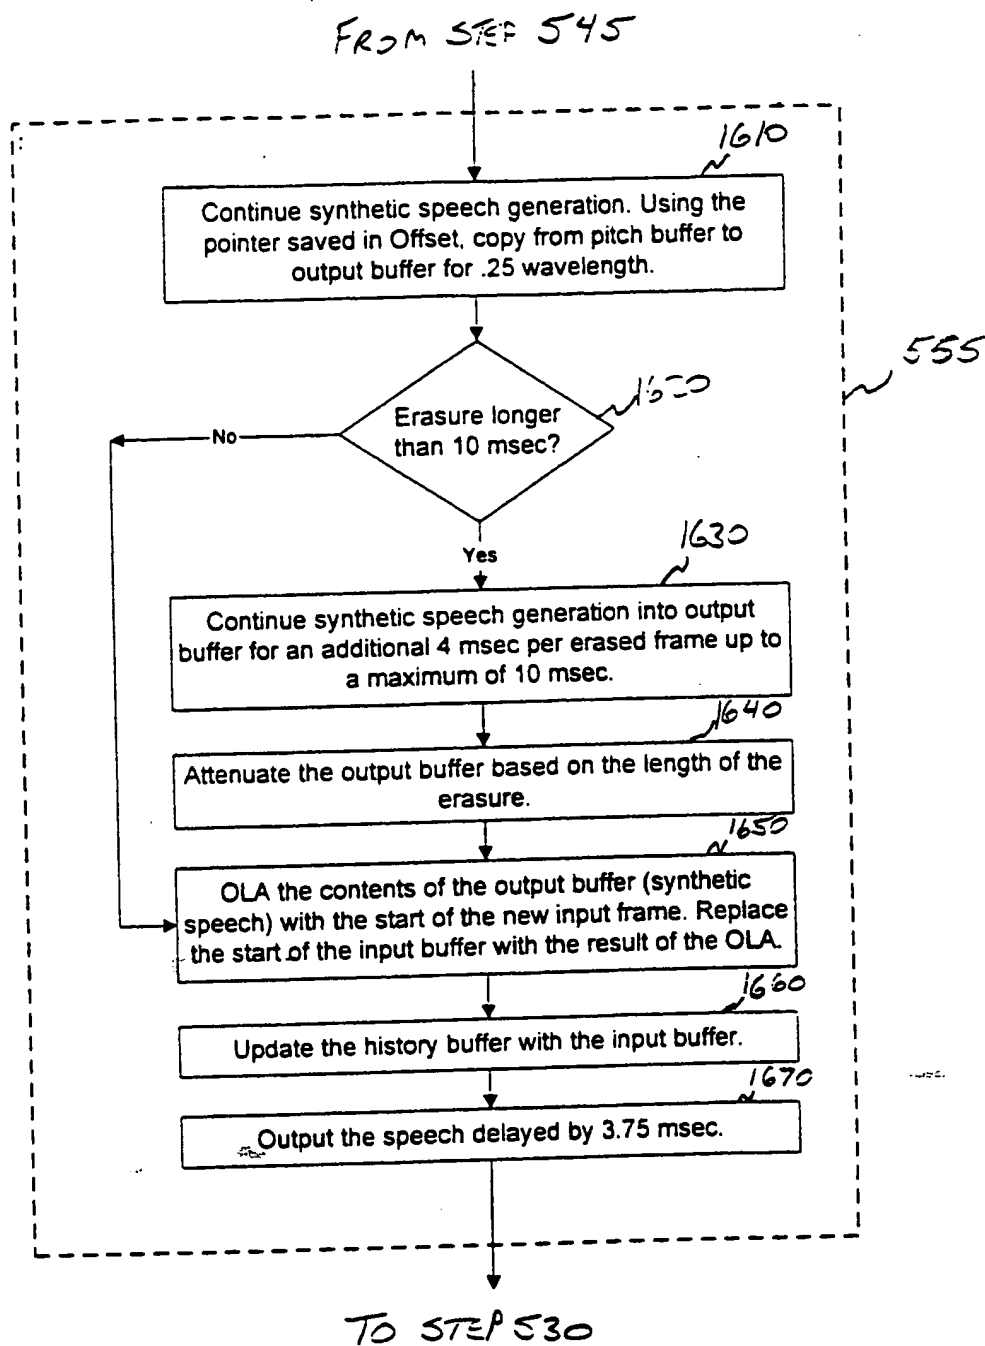 FROM STEP 545
1610
Continue synthetic speech generation. Using the
pointer saved in Offset, copy from pitch buffer to
output buffer for .25 wavelength.
555
1620
Erasure longer
than 10 msec?
No
Yes
1630
Continue synthetic speech generation into output
buffer for an additional 4 msec per erased frame up to
a maximum of 10 msec.
1640
Attenuate the output buffer based on the length of the
erasure.
1650
OLA the contents of the output buffer (synthetic
speech) with the start of the new input frame. Replace
the start of the input buffer with the result of the OLA.
1660
Update the history buffer with the input buffer.
1670
Output the speech delayed by 3.75 msec.
TO STEP 530